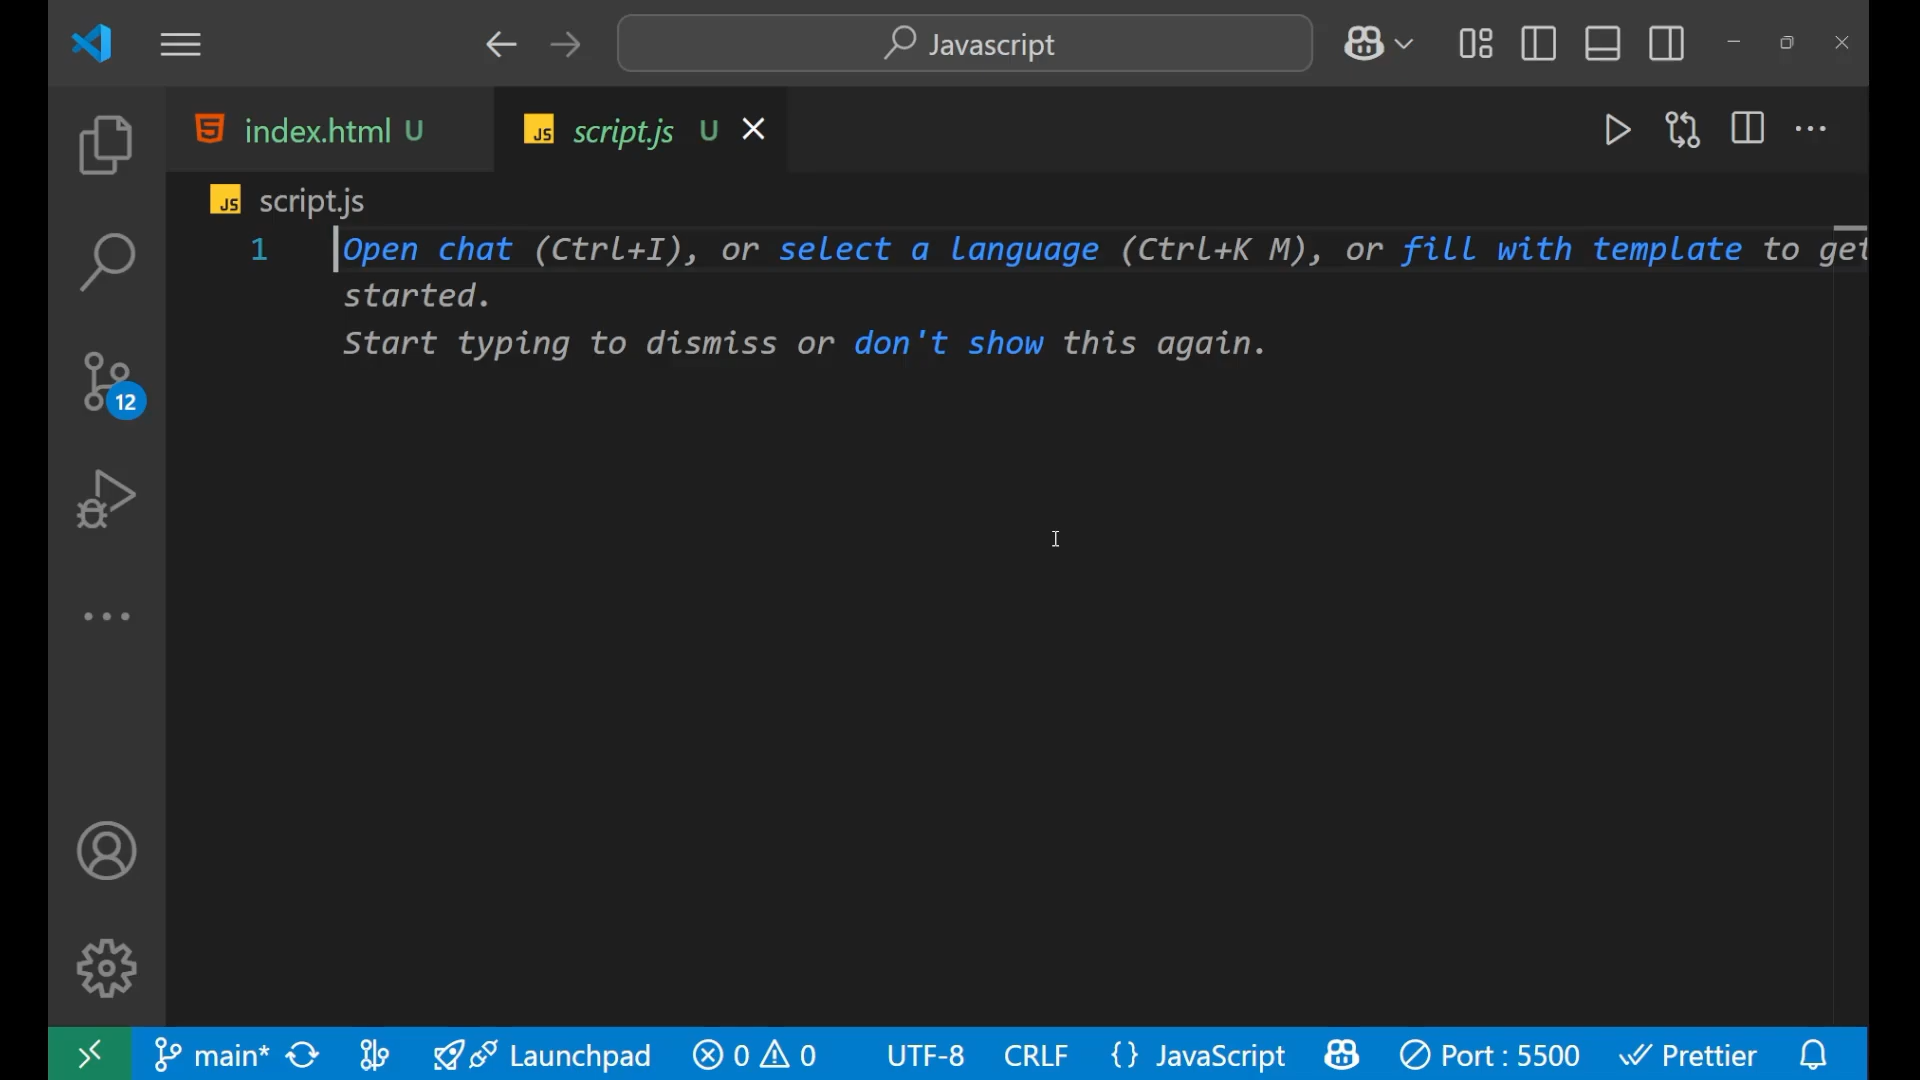 Javascript
index.html U
JS script.js U
JS script.js
1 Open chat (Ctrl+I), or select a language (Ctrl+K M), or fill with template to get
started.
Start typing to dismiss or don't show this again.
12
main* Launchpad 0 0 UTF-8 CRLF {} JavaScript Port : 5500 Prettier